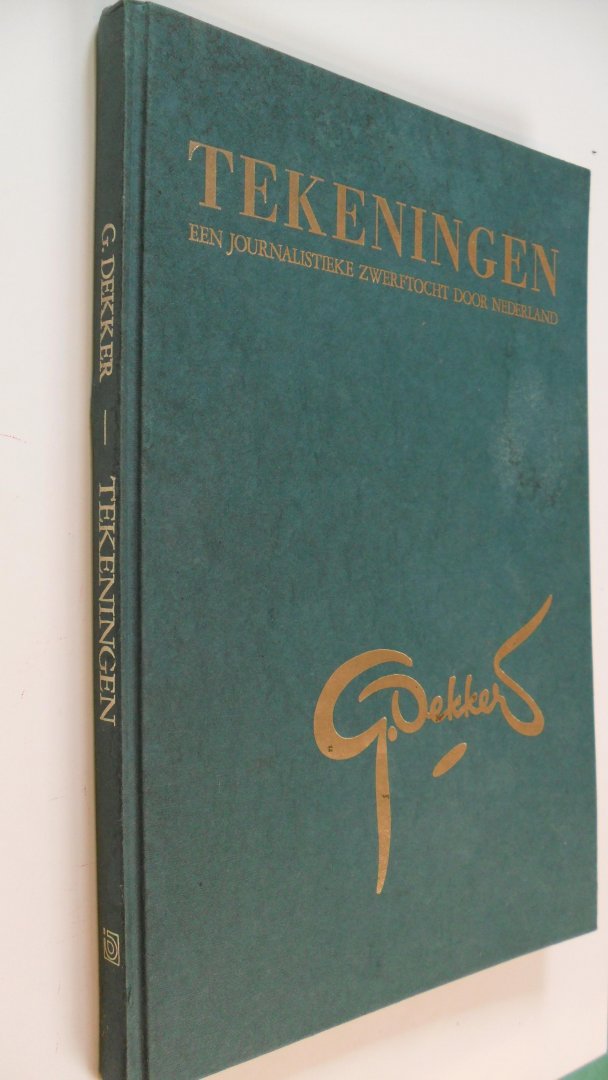 TEKENINGEN
EEN JOURNALISTIEKE ZWERFTOCHT DOOR NEDERLAND
G. Dekker
G. DEKKER — TEKENINGEN